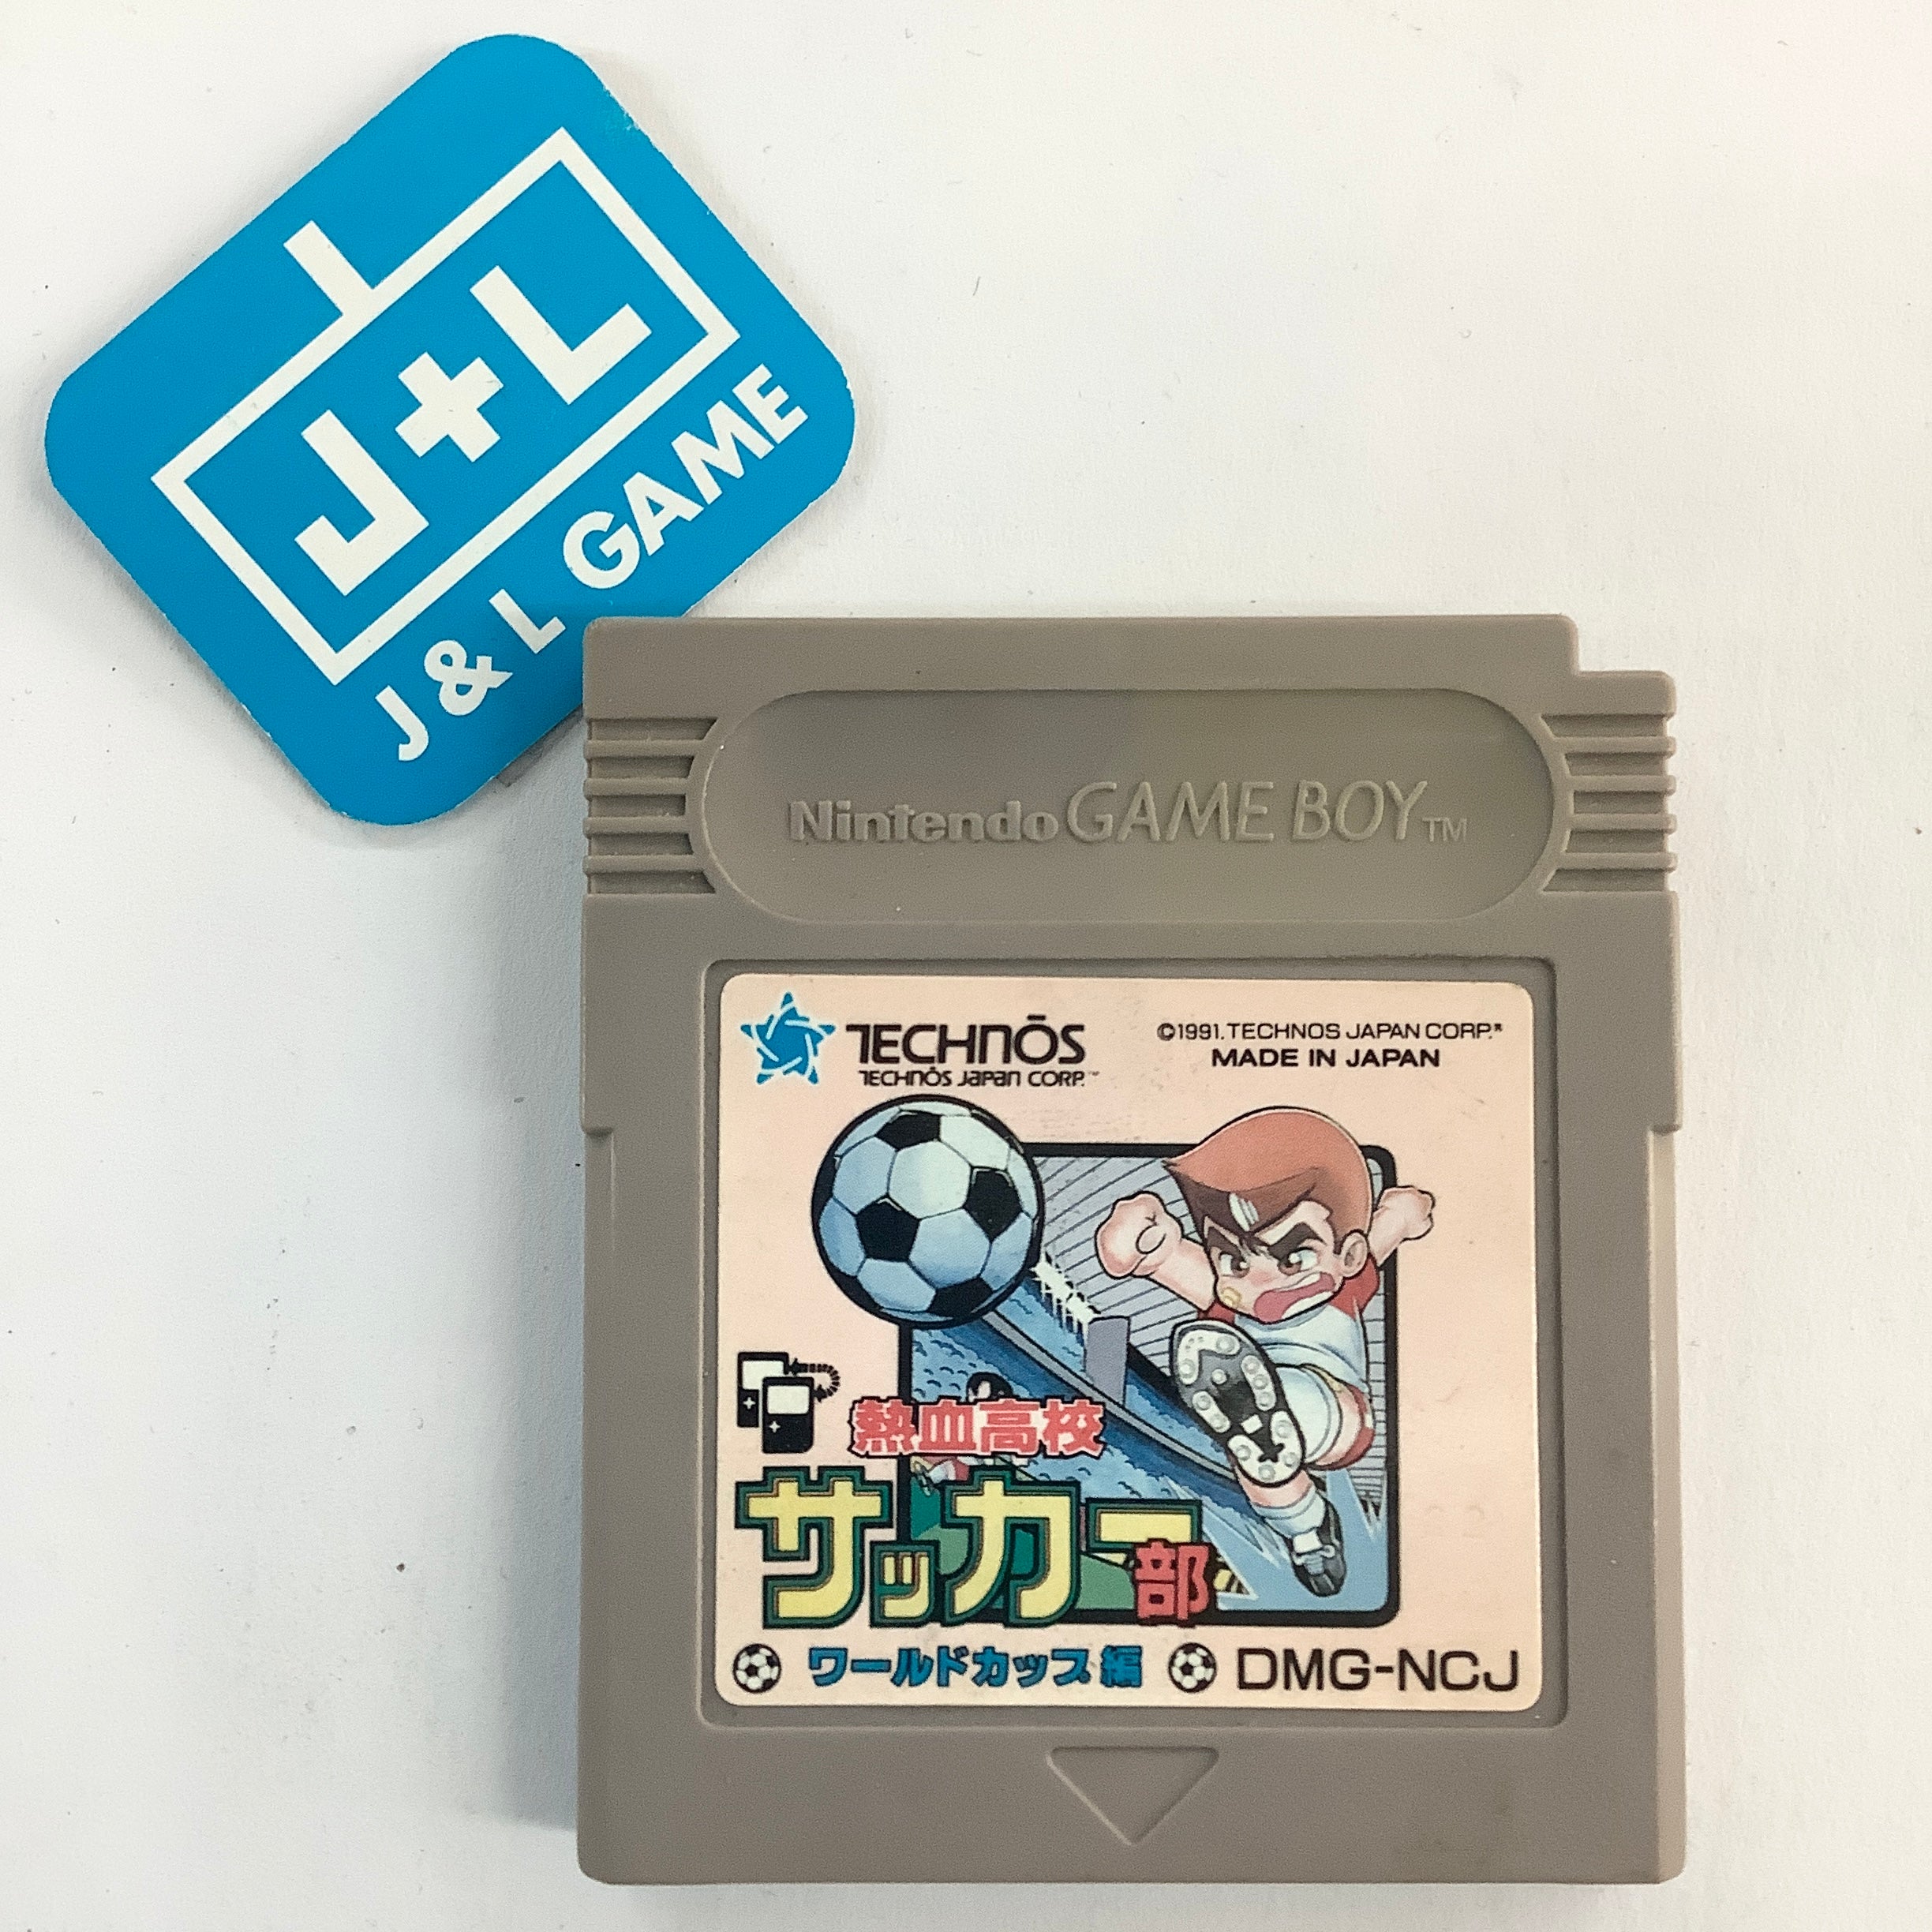 J+L
J & L GAME
Nintendo GAME BOY™
TECHNŌS
TECHNŌS JAPAN CORP.™
©1991.TECHNOS JAPAN CORP.*
MADE IN JAPAN
熱血高校
サッカー部
ワールドカップ編
DMG-NCJ